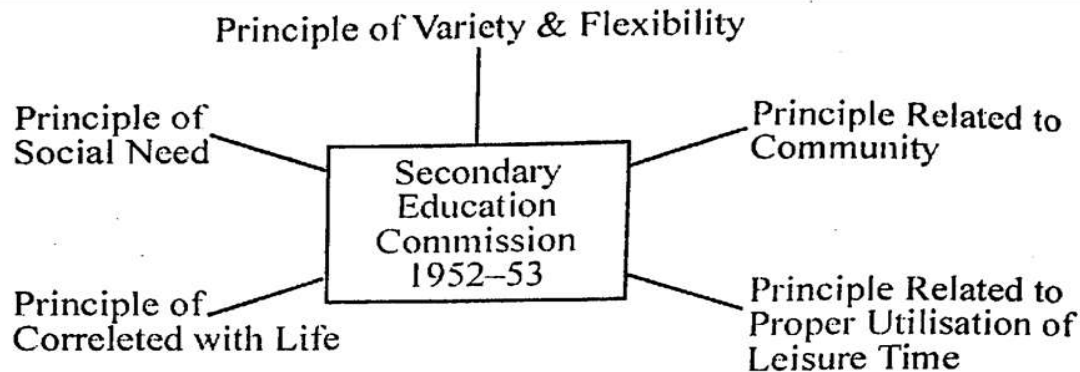 Principle of Variety & Flexibility
Principle of
Social Need
Principle Related to
Community
Secondary
Education
Commission
1952–53
Principle of
Correleted with Life
Principle Related to
Proper Utilisation of
Leisure Time